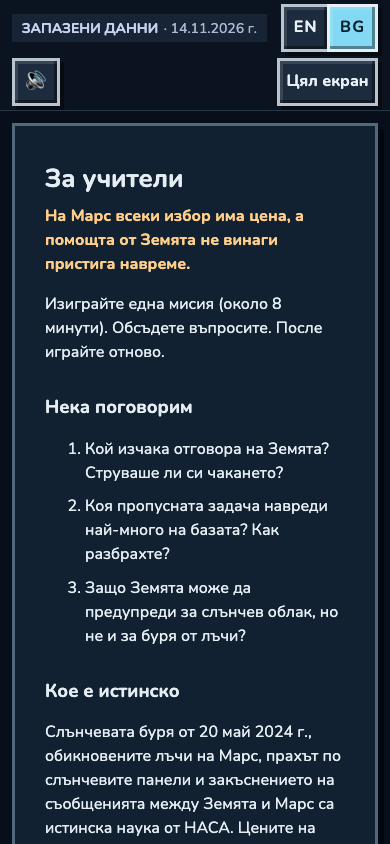 ЗАПАЗЕНИ ДАННИ · 14.11.2026 г.
EN BG
Цял екран
За учители
На Марс всеки избор има цена, а
помощта от Земята не винаги
пристига навреме.
Изиграйте една мисия (около 8
минути). Обсъдете въпросите. После
играйте отново.
Нека поговорим
1. Кой изчака отговора на Земята?
Струваше ли си чакането?
2. Коя пропусната задача навреди
най-много на базата? Как
разбрахте?
3. Защо Земята може да
предупреди за слънчев облак, но
не и за буря от лъчи?
Кое е истинско
Слънчевата буря от 20 май 2024 г.,
обикновените лъчи на Марс, прахът по
слънчевите панели и закъснението на
съобщенията между Земята и Марс са
истинска наука от НАСА. Цените на